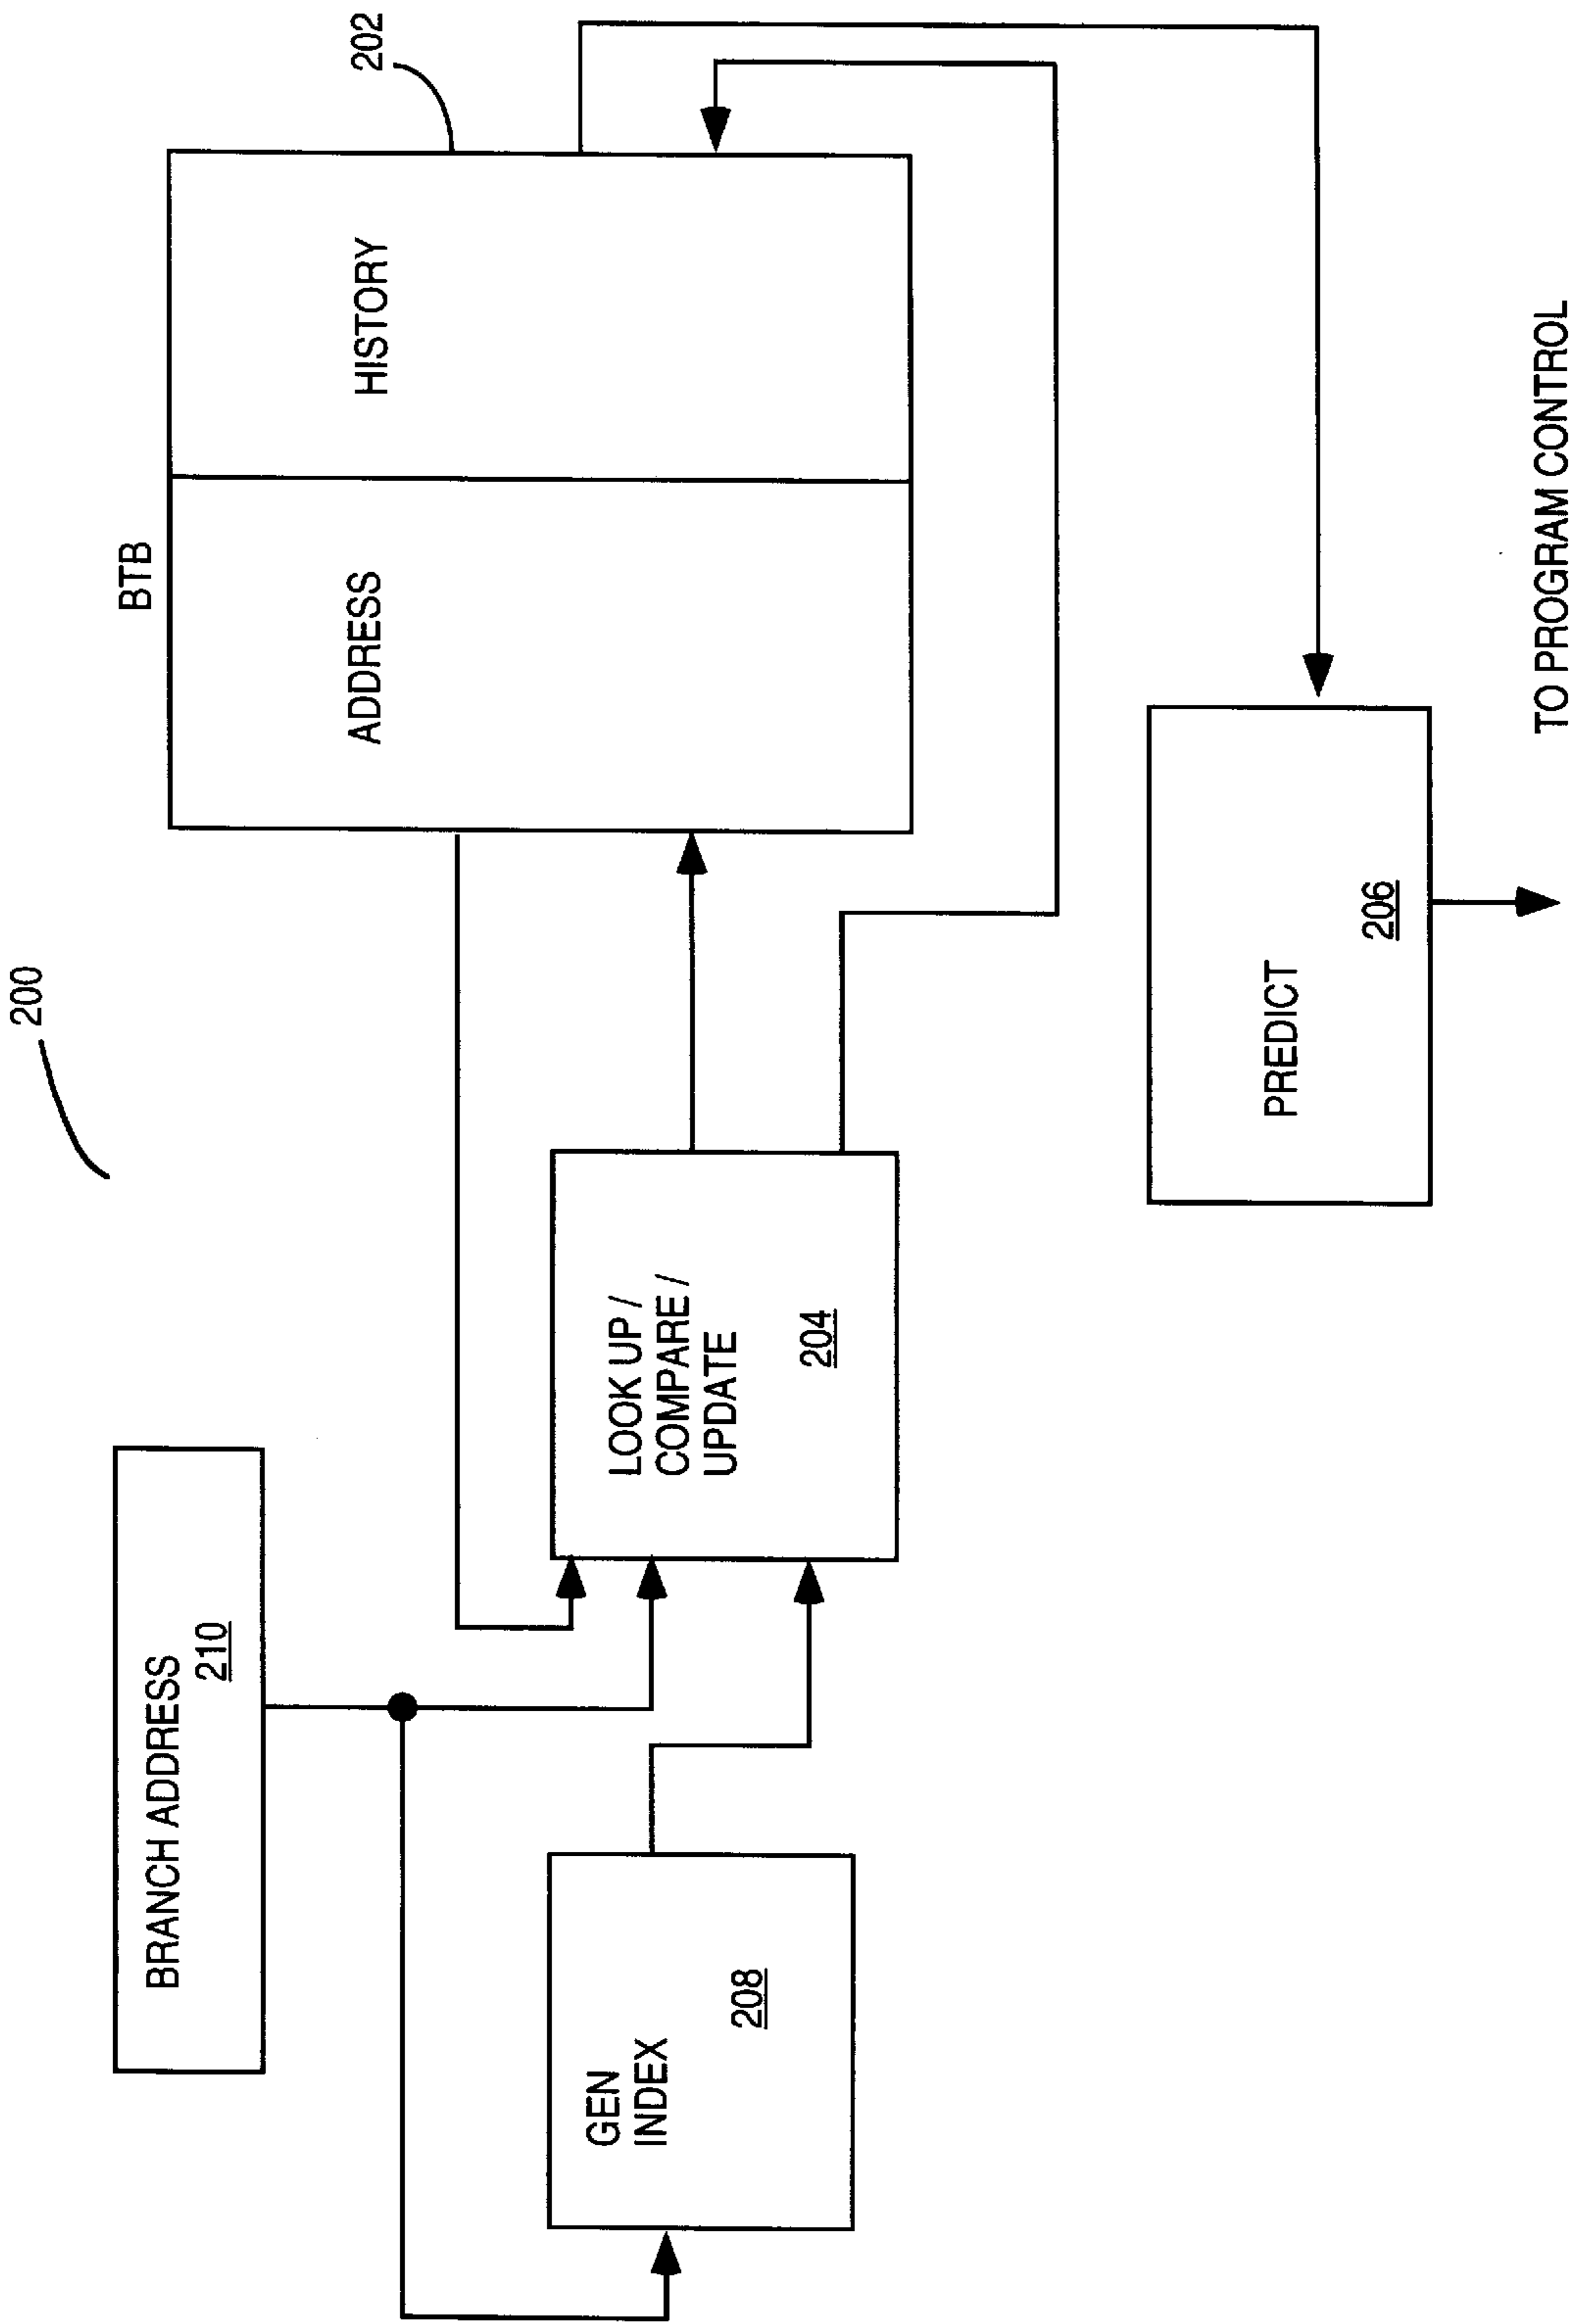 200
BRANCH ADDRESS
210
BTB
202
ADDRESS
HISTORY
LOOK UP /
COMPARE /
UPDATE
204
GEN
INDEX
208
PREDICT
206
TO PROGRAM CONTROL